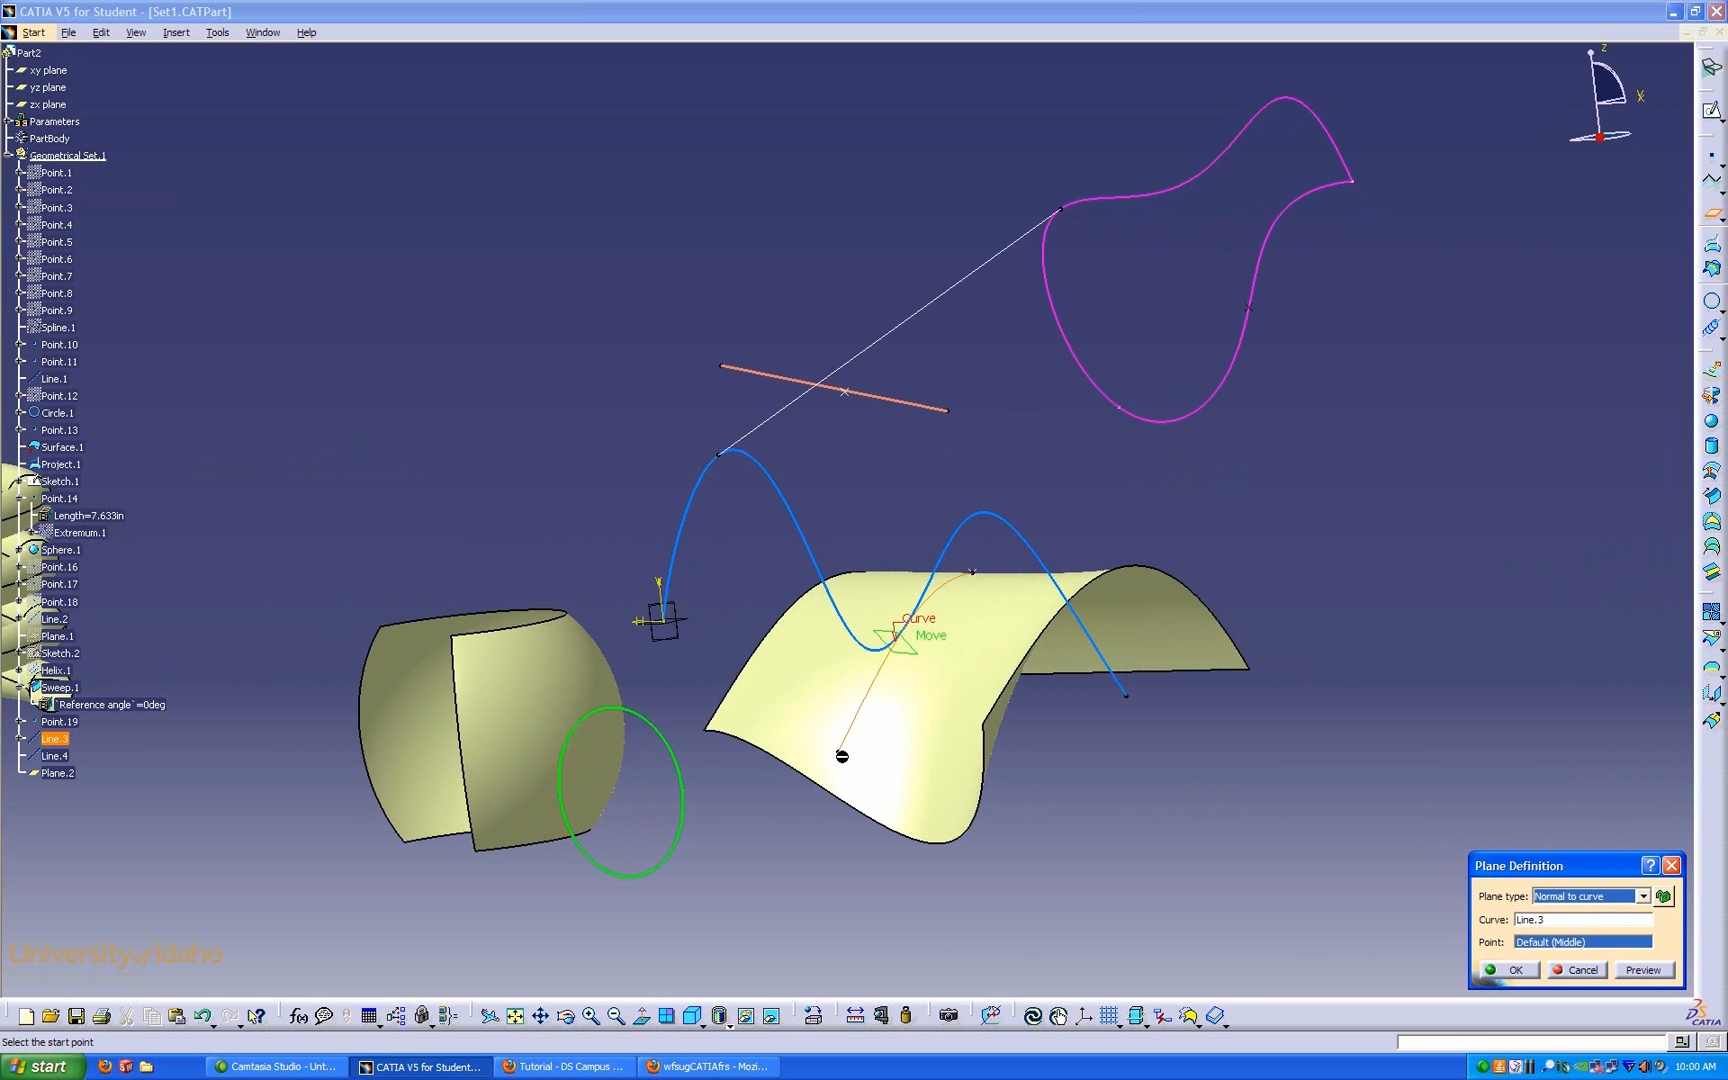 CATIA V5 for Student - [Set1.CATPart]
Start File Edit View Insert Tools Window Help
Part2
xy plane
yz plane
zx plane
Parameters
PartBody
Geometrical Set.1
Point.1
Point.2
Point.3
Point.4
Point.5
Point.6
Point.7
Point.8
Point.9
Spline.1
Point.10
Point.11
Line.1
Point.12
Circle.1
Point.13
Surface.1
Project.1
Sketch.1
Point.14
Length=7.633in
Extremum.1
Sphere.1
Point.16
Point.17
Point.18
Line.2
Plane.1
Sketch.2
Helix.1
Sweep.1
`Reference angle`=0deg
Point.19
Line.3
Line.4
Plane.2
z
Curve
Move
Plane Definition
Plane type: Normal to curve
Curve: Line.3
Point: Default (Middle)
OK Cancel Preview
University of Idaho
CATIA
Select the start point
start
Camtasia Studio - Unt...
CATIA V5 for Student...
Tutorial - DS Campus ...
wfsugCATIAfrs - Mozi...
10:00 AM